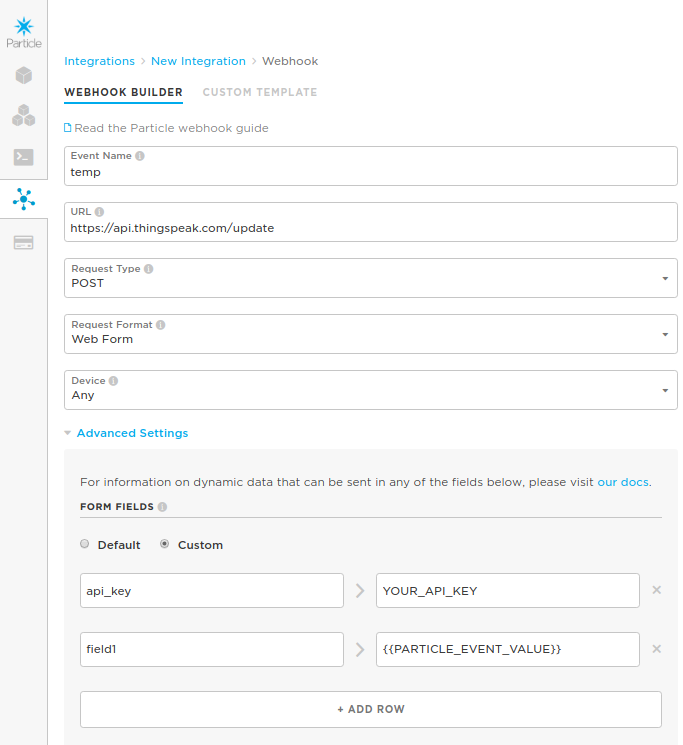 Particle
Integrations > New Integration > Webhook
WEBHOOK BUILDER CUSTOM TEMPLATE
Read the Particle webhook guide
Event Name
temp
URL
https://api.thingspeak.com/update
Request Type
POST
Request Format
Web Form
Device
Any
Advanced Settings
For information on dynamic data that can be sent in any of the fields below, please visit our docs.
FORM FIELDS
Default Custom
api_key > YOUR_API_KEY ×
field1 > {{PARTICLE_EVENT_VALUE}} ×
+ ADD ROW